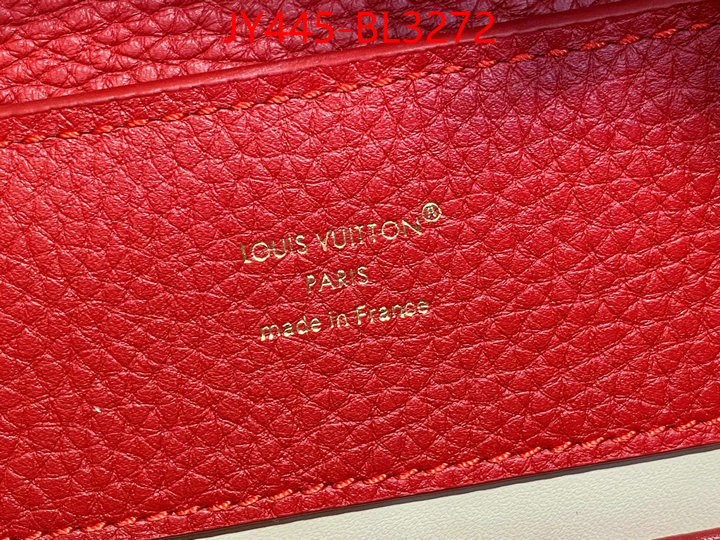 JY445-BL3272
LOUIS VUITTON®
PARIS
made in France